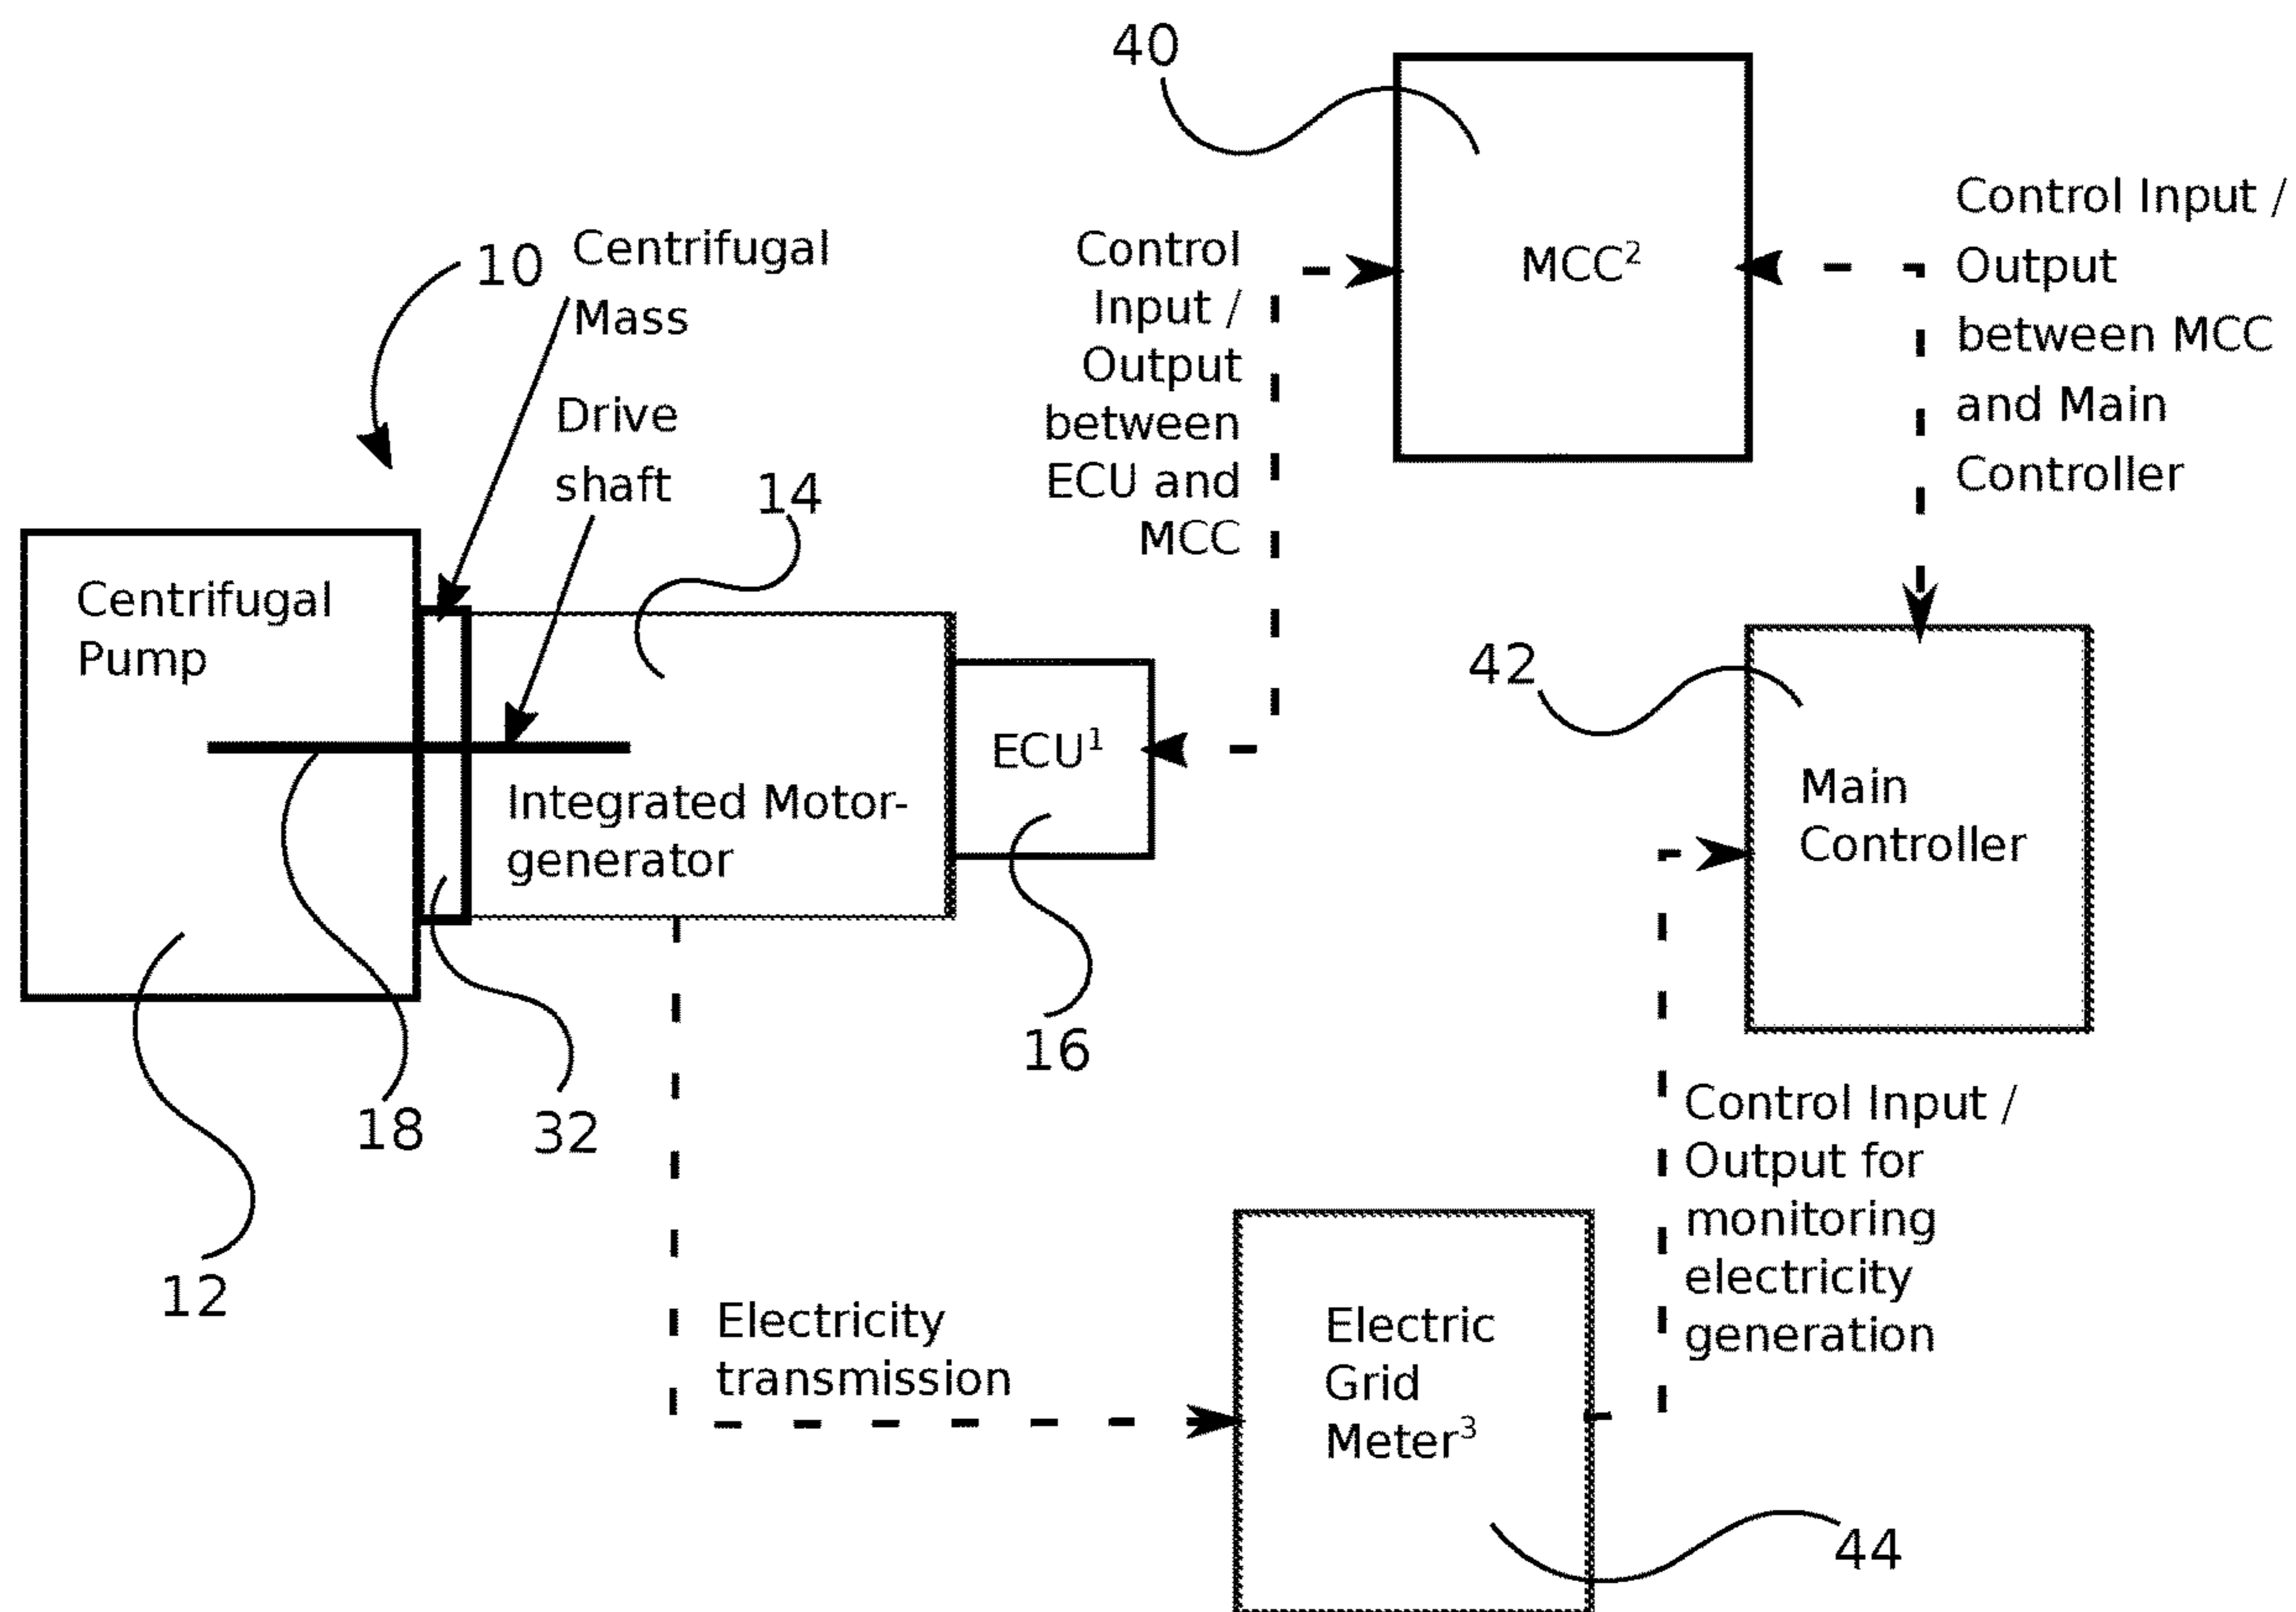 40
10
Centrifugal
Mass
Drive
shaft
14
Control
Input /
Output
between
ECU and
MCC
MCC²
Control Input /
Output
between MCC
and Main
Controller
Centrifugal
Pump
Integrated Motor-
generator
ECU¹
42
Main
Controller
16
18
32
12
Electricity
transmission
Electric
Grid
Meter³
Control Input /
Output for
monitoring
electricity
generation
44